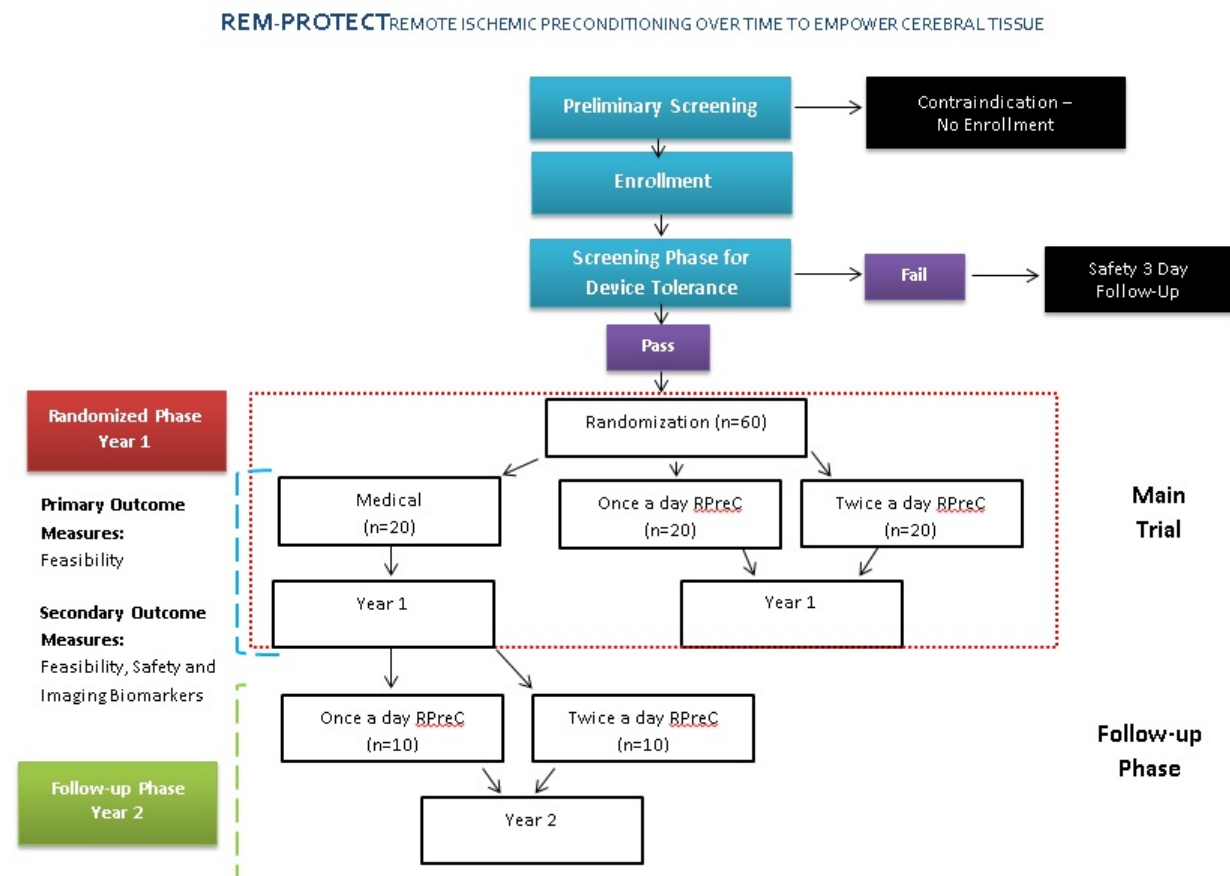 REM-PROTECT REMOTE ISCHEMIC PRECONDITIONING OVER TIME TO EMPOWER CEREBRAL TISSUE
Preliminary Screening
Contraindication –
No Enrollment
Enrollment
Screening Phase for
Device Tolerance
Fail
Safety 3 Day
Follow-Up
Pass
Randomized Phase
Year 1
Randomization (n=60)
Medical
(n=20)
Once a day RPreC
(n=20)
Twice a day RPreC
(n=20)
Main
Trial
Primary Outcome
Measures:
Feasibility
Year 1
Year 1
Secondary Outcome
Measures:
Feasibility, Safety and
Imaging Biomarkers
Once a day RPreC
(n=10)
Twice a day RPreC
(n=10)
Follow-up
Phase
Follow-up Phase
Year 2
Year 2